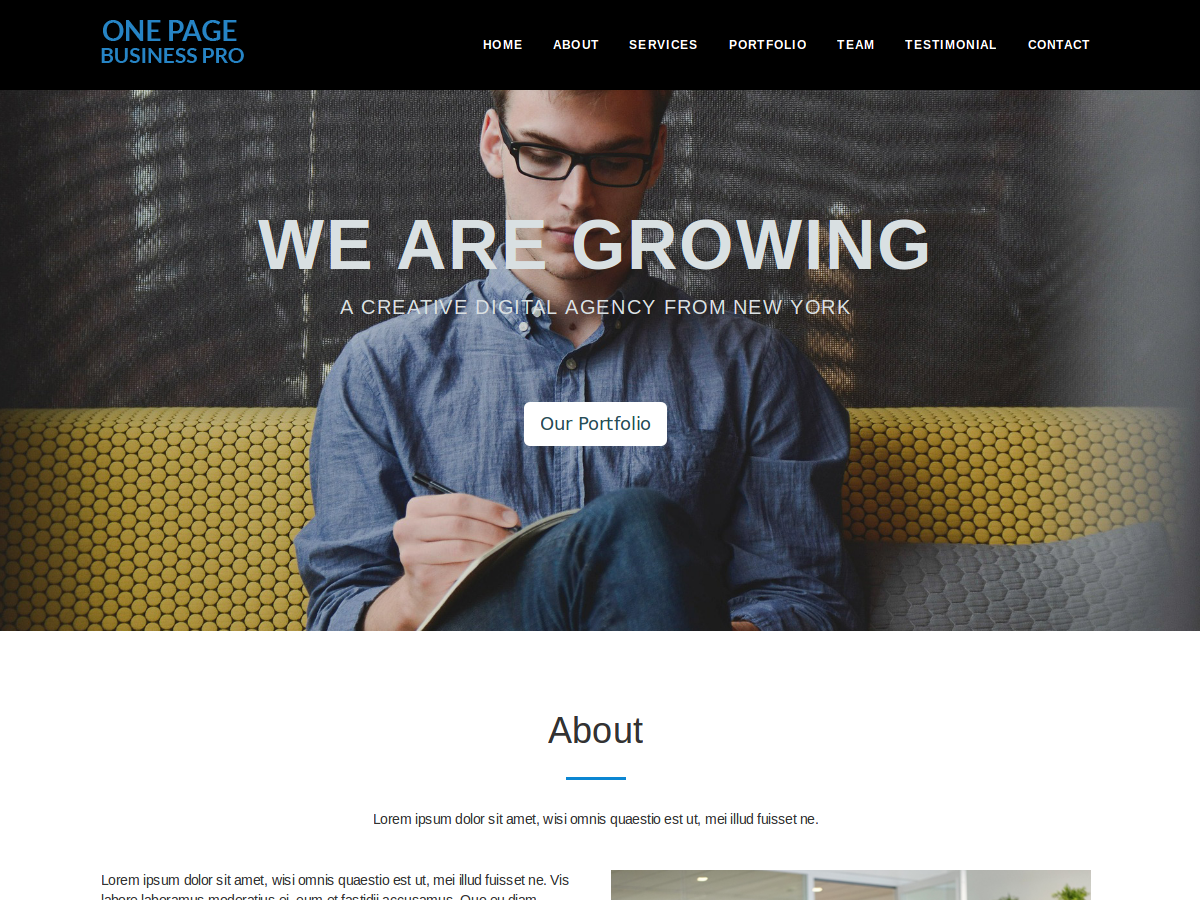 ONE PAGE
BUSINESS PRO
HOME ABOUT SERVICES PORTFOLIO TEAM TESTIMONIAL CONTACT
WE ARE GROWING
A CREATIVE DIGITAL AGENCY FROM NEW YORK
Our Portfolio
About
Lorem ipsum dolor sit amet, wisi omnis quaestio est ut, mei illud fuisset ne.
Lorem ipsum dolor sit amet, wisi omnis quaestio est ut, mei illud fuisset ne. Vis
labore laboramus moderatius ei, eum et fastidii accusamus. Quo eu diam